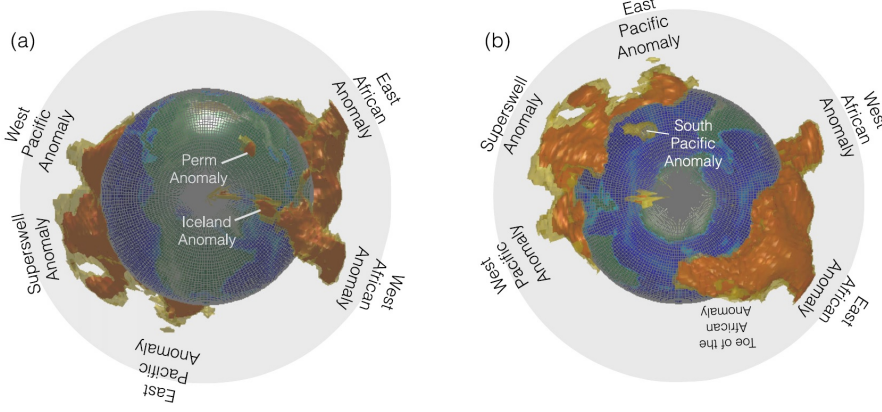 (a)
East
African
Anomaly
West
Pacific
Anomaly
Perm
Anomaly
Iceland
Anomaly
Superswell
Anomaly
West
African
Anomaly
East
Pacific
Anomaly
(b)
East
Pacific
Anomaly
Superswell
Anomaly
West
African
Anomaly
South
Pacific
Anomaly
West
Pacific
Anomaly
East
African
Anomaly
Toe of the
African
Anomaly